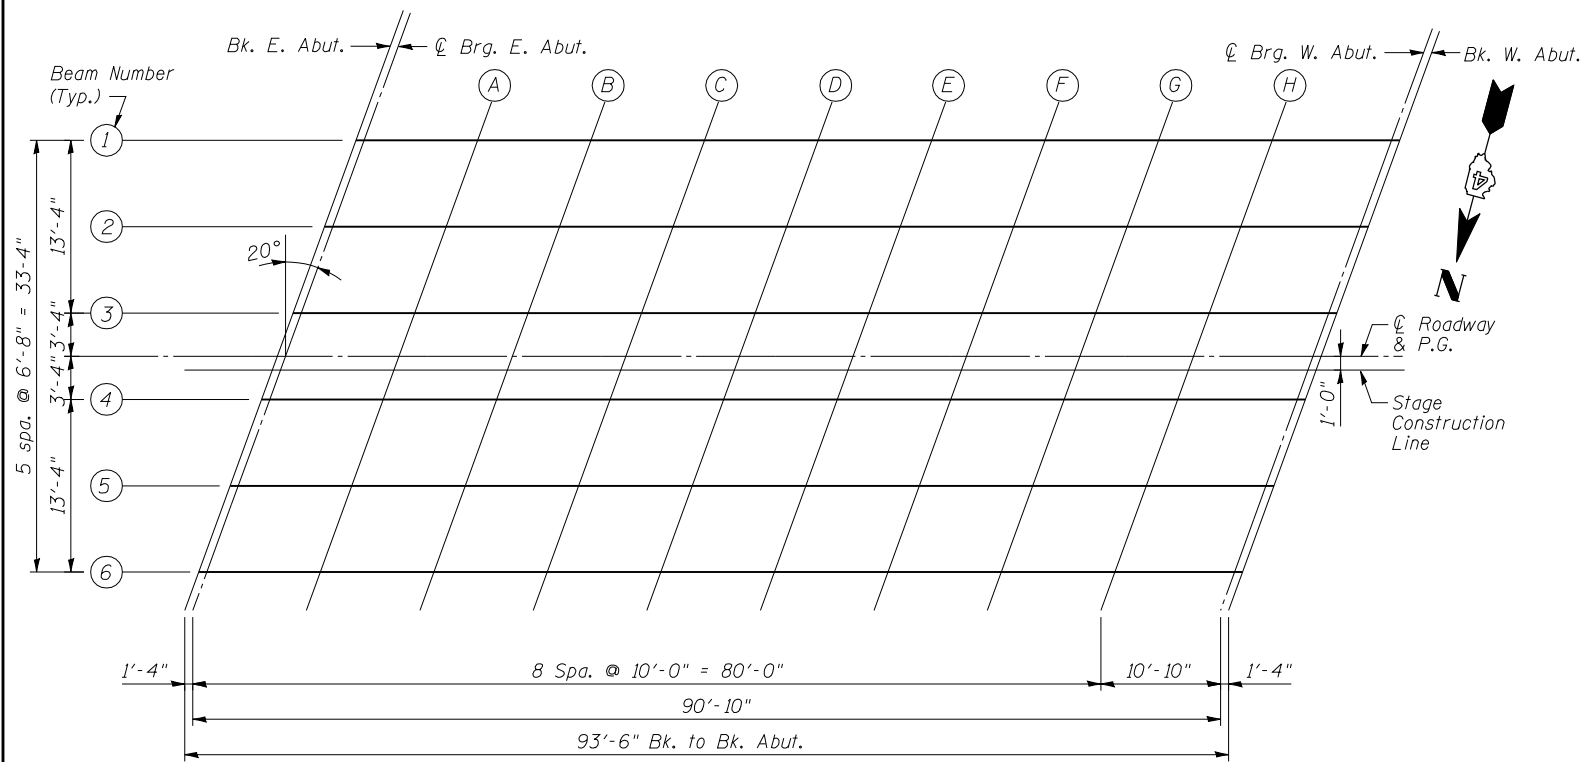 Bk. E. Abut.
℄ Brg. E. Abut.
℄ Brg. W. Abut.
Bk. W. Abut.
Beam Number
(Typ.)
A
B
C
D
E
F
G
H
1
2
3
4
5
6
5 spa. @ 6'-8" = 33'-4"
13'-4"
3'-4"
3'-4"
13'-4"
20°
4
N
℄ Roadway
& P.G.
1'-0"
Stage
Construction
Line
1'-4"
8 Spa. @ 10'-0" = 80'-0"
10'-10"
1'-4"
90'-10"
93'-6" Bk. to Bk. Abut.